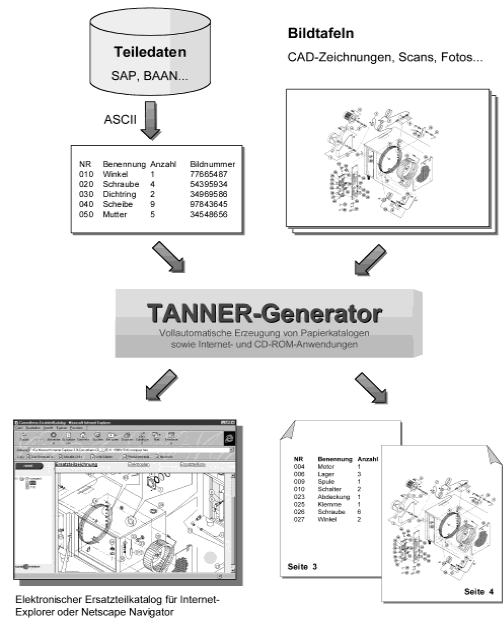 Teiledaten
SAP, BAAN...
Bildtafeln
CAD-Zeichnungen, Scans, Fotos...
ASCII
NR Benennung Anzahl Bildnummer
010 Winkel 1 77665487
020 Schraube 4 54395934
030 Dichtring 2 34969586
040 Scheibe 9 97843645
050 Mutter 5 34548656
TANNER-Generator
Vollautomatische Erzeugung von Papierkatalogen
sowie Internet- und CD-ROM-Anwendungen
Ersatzteilzeichnung
NR Benennung Anzahl
004 Motor 1
006 Lager 3
009 Spule 1
010 Schalter 2
023 Abdeckung 1
025 Klemme 1
026 Schraube 6
027 Winkel 2
Seite 3
Seite 4
Elektronischer Ersatzteilkatalog für Internet-
Explorer oder Netscape Navigator